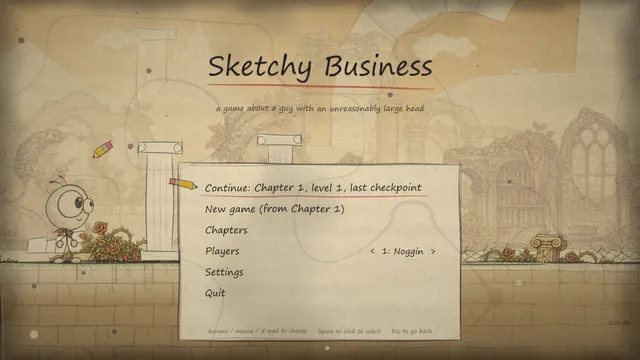 Sketchy Business
a game about a guy with an unreasonably large head
Continue: Chapter 1, level 1, last checkpoint
New game (from Chapter 1)
Chapters
Players < 1: Noggin >
Settings
Quit
Arrows / mouse / d-pad to choose Space or click to select Esc to go back